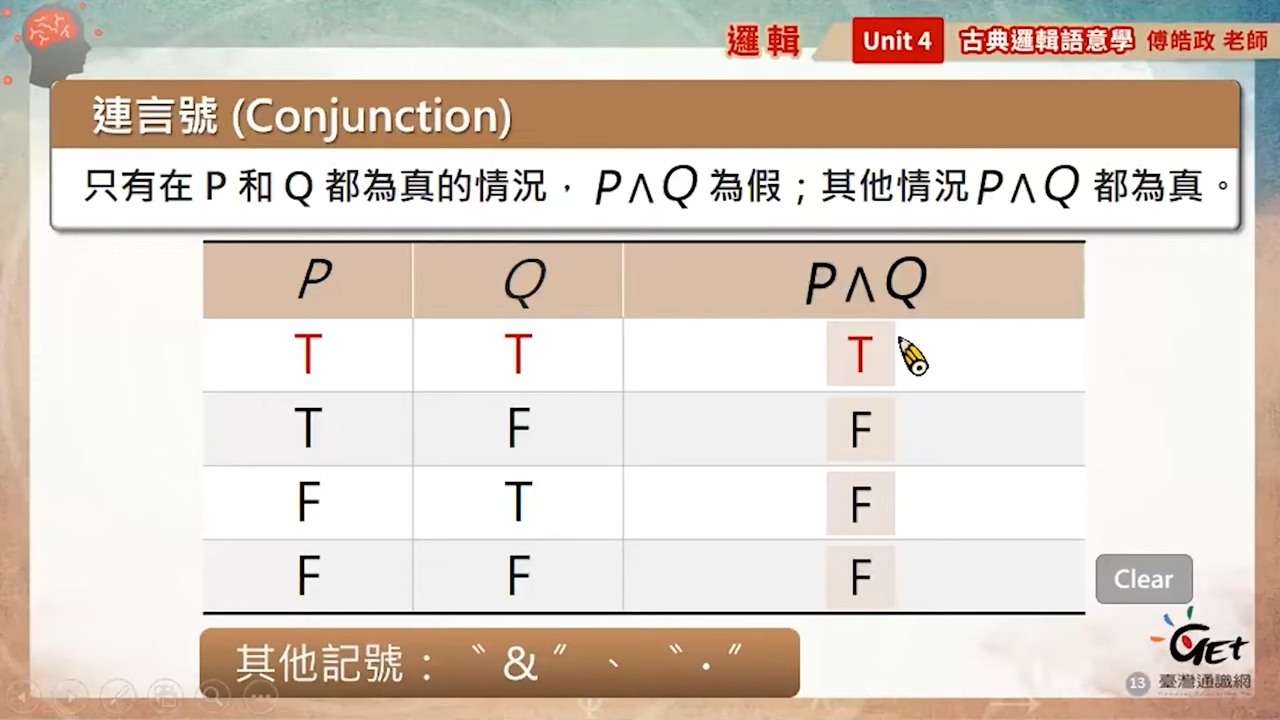 邏輯 Unit 4 古典邏輯語意學 傅皓政 老師
連言號 (Conjunction)
只有在 P 和 Q 都為真的情況，P∧Q 為假；其他情況P∧Q 都為真。
P Q P∧Q
T T T
T F F
F T F
F F F
Clear
其他記號：〝&〞、〝·〞
GET
13 臺灣通識網